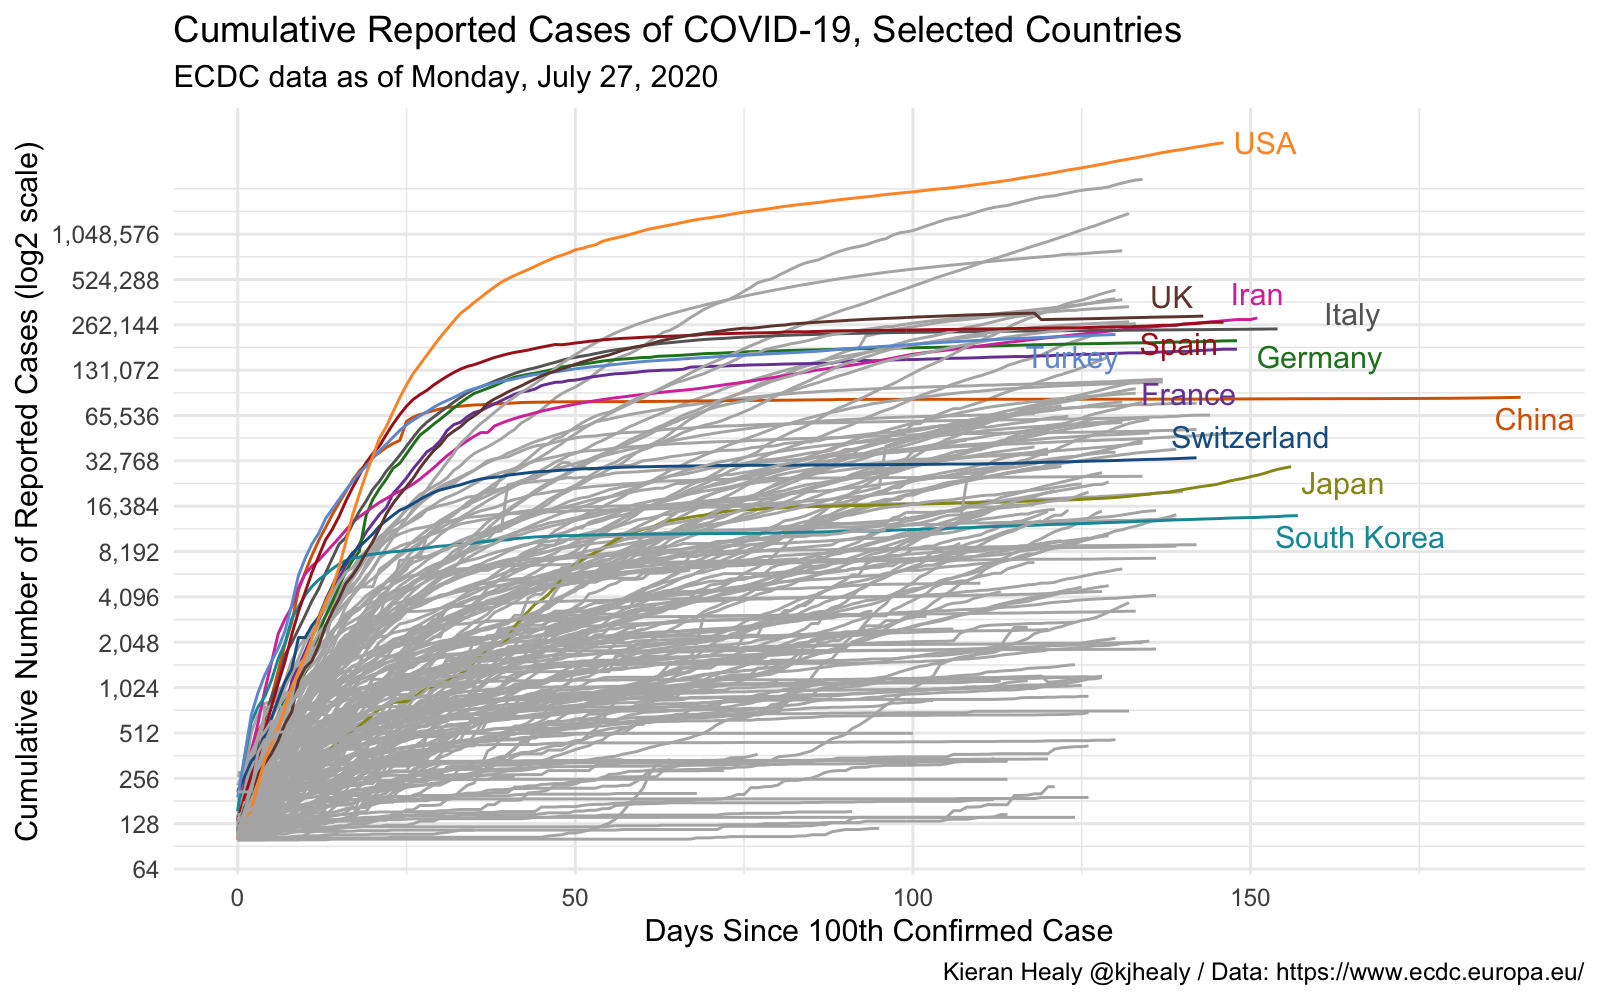 Cumulative Reported Cases of COVID-19, Selected Countries
ECDC data as of Monday, July 27, 2020
Cumulative Number of Reported Cases (log2 scale)
1,048,576
524,288
262,144
131,072
65,536
32,768
16,384
8,192
4,096
2,048
1,024
512
256
128
64
USA
UK
Iran
Italy
Turkey
Spain
Germany
France
China
Switzerland
Japan
South Korea
0
50
100
150
Days Since 100th Confirmed Case
Kieran Healy @kjhealy / Data: https://www.ecdc.europa.eu/